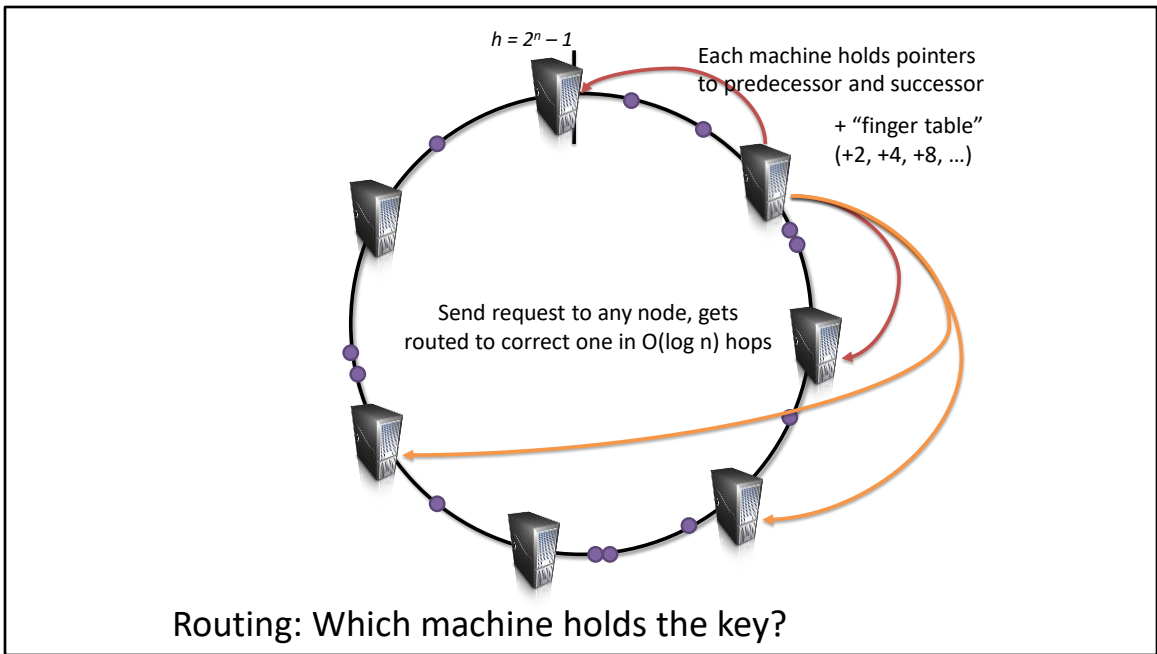 h = 2ⁿ – 1
Each machine holds pointers
to predecessor and successor
+ “finger table”
(+2, +4, +8, …)
Send request to any node, gets
routed to correct one in O(log n) hops
Routing: Which machine holds the key?